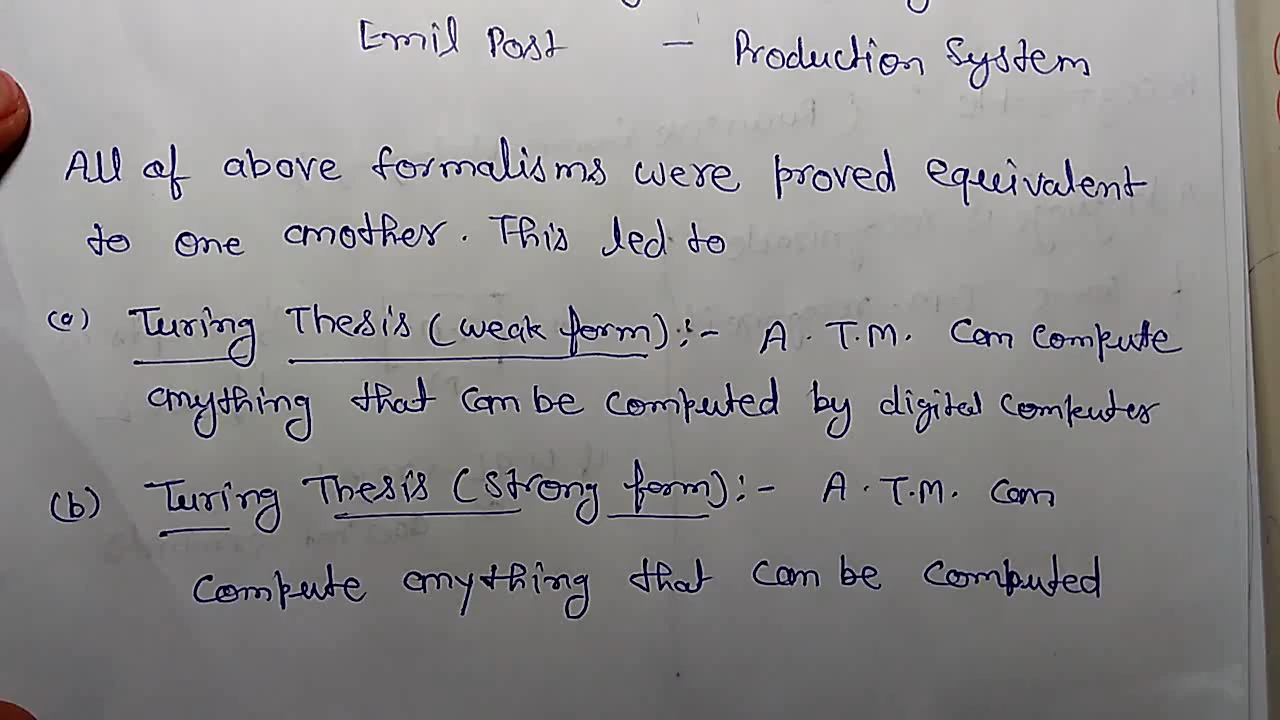 Emil Post - Production System
All of above formalisms were proved equivalent
to one another. This led to
(a) Turing Thesis (weak form) :- A T.M. Can compute
anything that can be computed by digital computer
(b) Turing Thesis (strong form) :- A T.M. Can
compute anything that can be computed